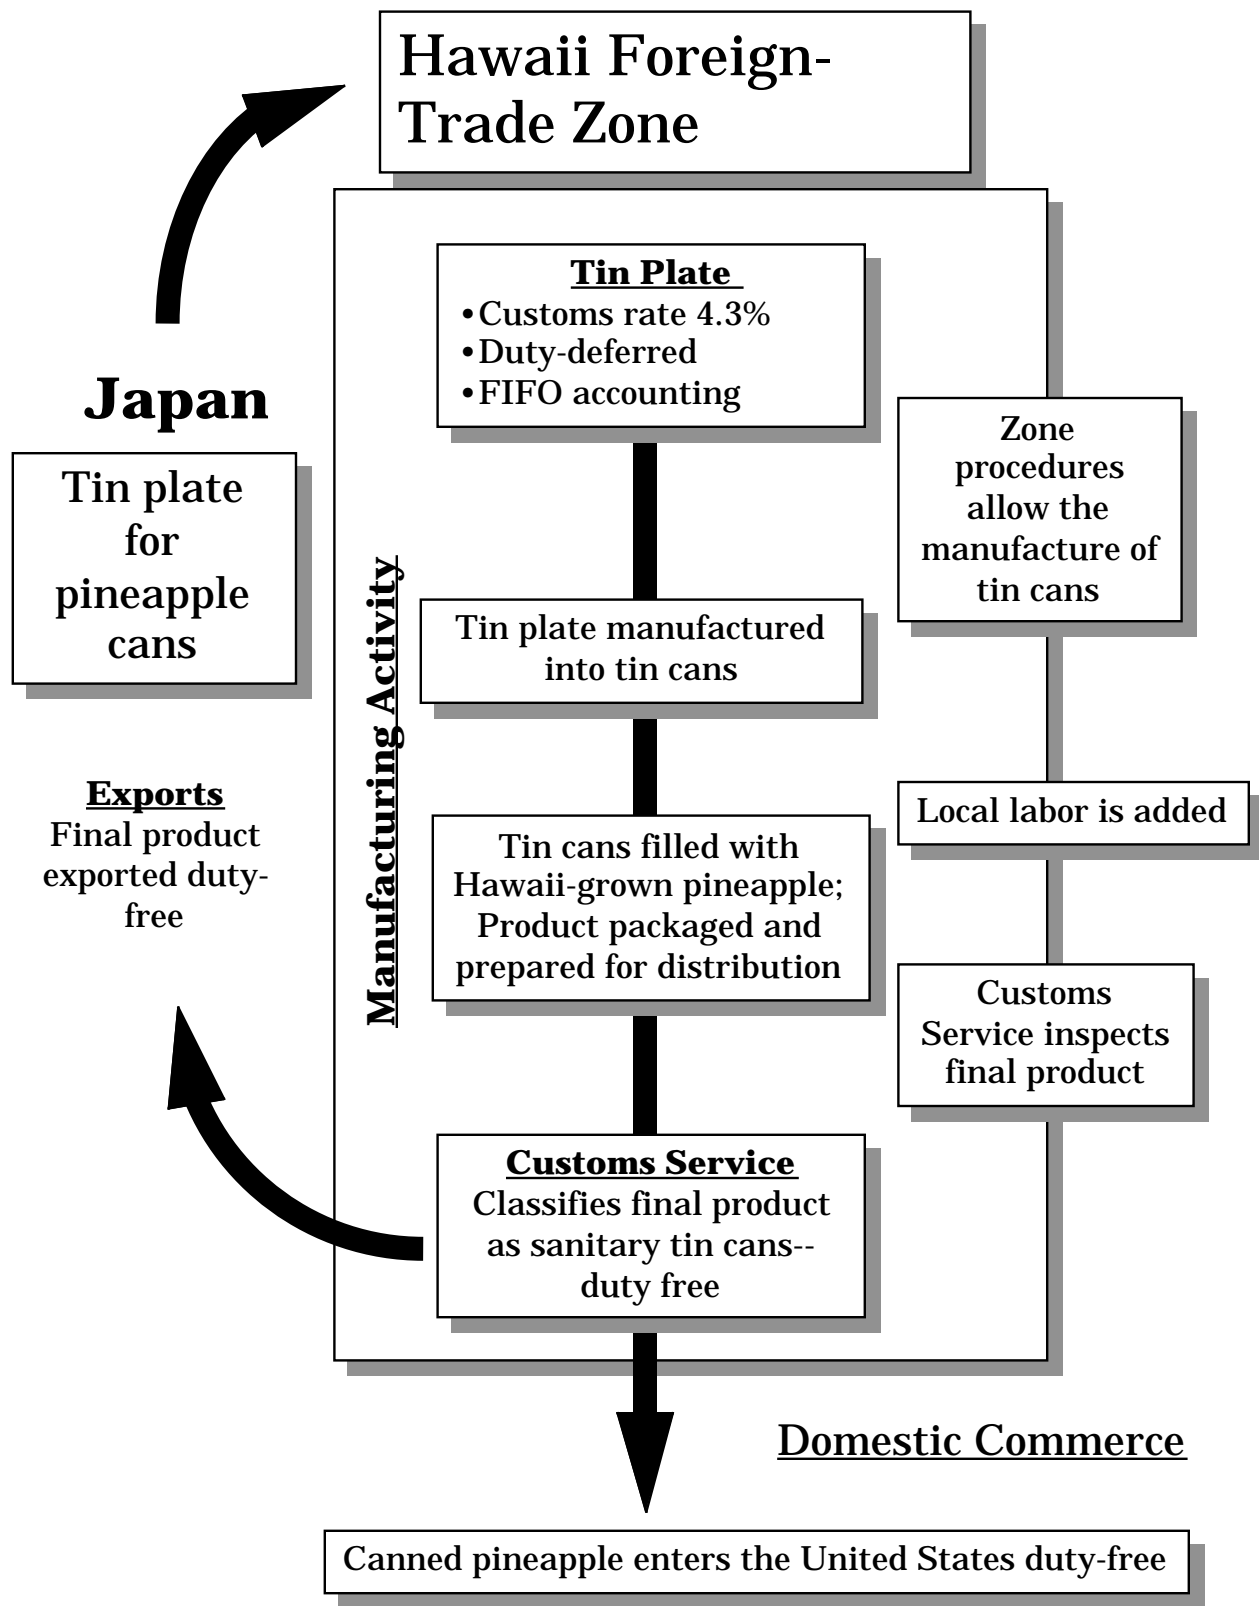 Hawaii Foreign-
Trade Zone
Tin Plate
•Customs rate 4.3%
•Duty-deferred
•FIFO accounting
Japan
Tin plate
for
pineapple
cans
Zone
procedures
allow the
manufacture of
tin cans
Manufacturing Activity
Tin plate manufactured
into tin cans
Exports
Final product
exported duty-
free
Local labor is added
Tin cans filled with
Hawaii-grown pineapple;
Product packaged and
prepared for distribution
Customs
Service inspects
final product
Customs Service
Classifies final product
as sanitary tin cans--
duty free
Domestic Commerce
Canned pineapple enters the United States duty-free